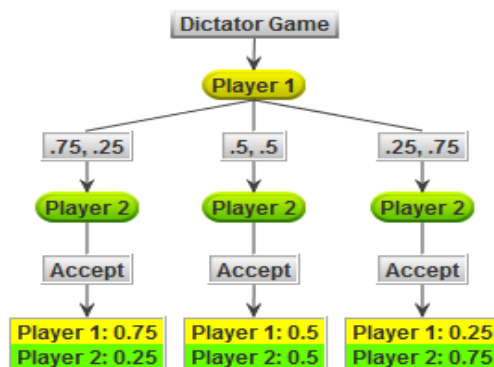 Dictator Game
Player 1
.75, .25
.5, .5
.25, .75
Player 2
Player 2
Player 2
Accept
Accept
Accept
Player 1: 0.75
Player 2: 0.25
Player 1: 0.5
Player 2: 0.5
Player 1: 0.25
Player 2: 0.75